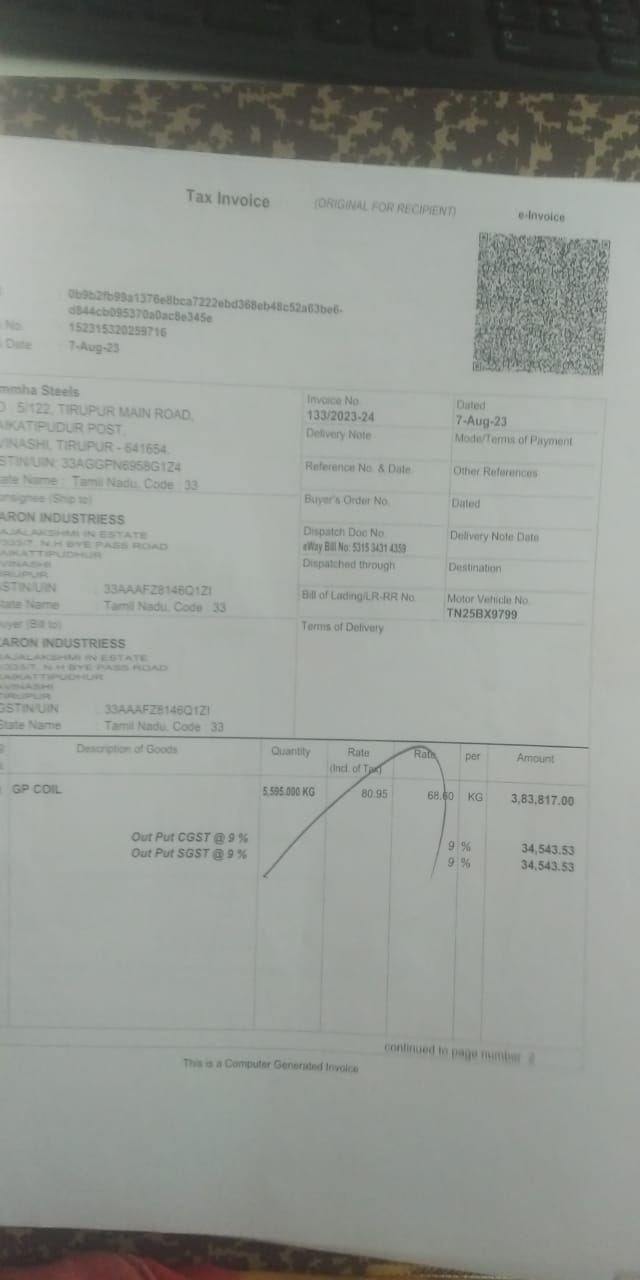 Tax Invoice
(ORIGINAL FOR RECIPIENT)
e-Invoice
0b9b2fb99a1376e8bca7222ebd368eb48c52a63be6-
d844cb095370a0ac8e345e
No. : 152315320259716
Date : 7-Aug-23
mmha Steels
5/122, TIRUPUR MAIN ROAD,
AIKATIPUDUR POST,
VINASHI, TIRUPUR - 641654.
STIN/UIN: 33AGGPN6958G1Z4
ate Name : Tamil Nadu, Code : 33
Invoice No.
133/2023-24
Dated
7-Aug-23
Delivery Note
Mode/Terms of Payment
Reference No. & Date.
Other References
Buyer's Order No.
Dated
Dispatch Doc No.
eWay Bill No: 5315 3431 4359
Delivery Note Date
Dispatched through
Destination
Bill of Lading/LR-RR No.
Motor Vehicle No.
TN25BX9799
Terms of Delivery
onsignee (Ship to)
ARON INDUSTRIESS
AJALAKSHMI IN ESTATE
333/7, N.H BYE PASS ROAD
AIKATTIPUDHUR
VINASHI
IRUPUR
STIN/UIN : 33AAAFZ8146Q1ZI
tate Name : Tamil Nadu, Code : 33
uyer (Bill to)
ARON INDUSTRIESS
AJALAKSHMI IN ESTATE
333/7, N.H BYE PASS ROAD
AIKATTIPUDHUR
VINASHI
TIRUPUR
GSTIN/UIN : 33AAAFZ8146Q1ZI
State Name : Tamil Nadu, Code : 33
Description of Goods Quantity Rate (Incl. of Tax) Rate per Amount
GP COIL 5,595.000 KG 80.95 68.60 KG 3,83,817.00
Out Put CGST @ 9 % 9 % 34,543.53
Out Put SGST @ 9 % 9 % 34,543.53
continued to page number 2
This is a Computer Generated Invoice